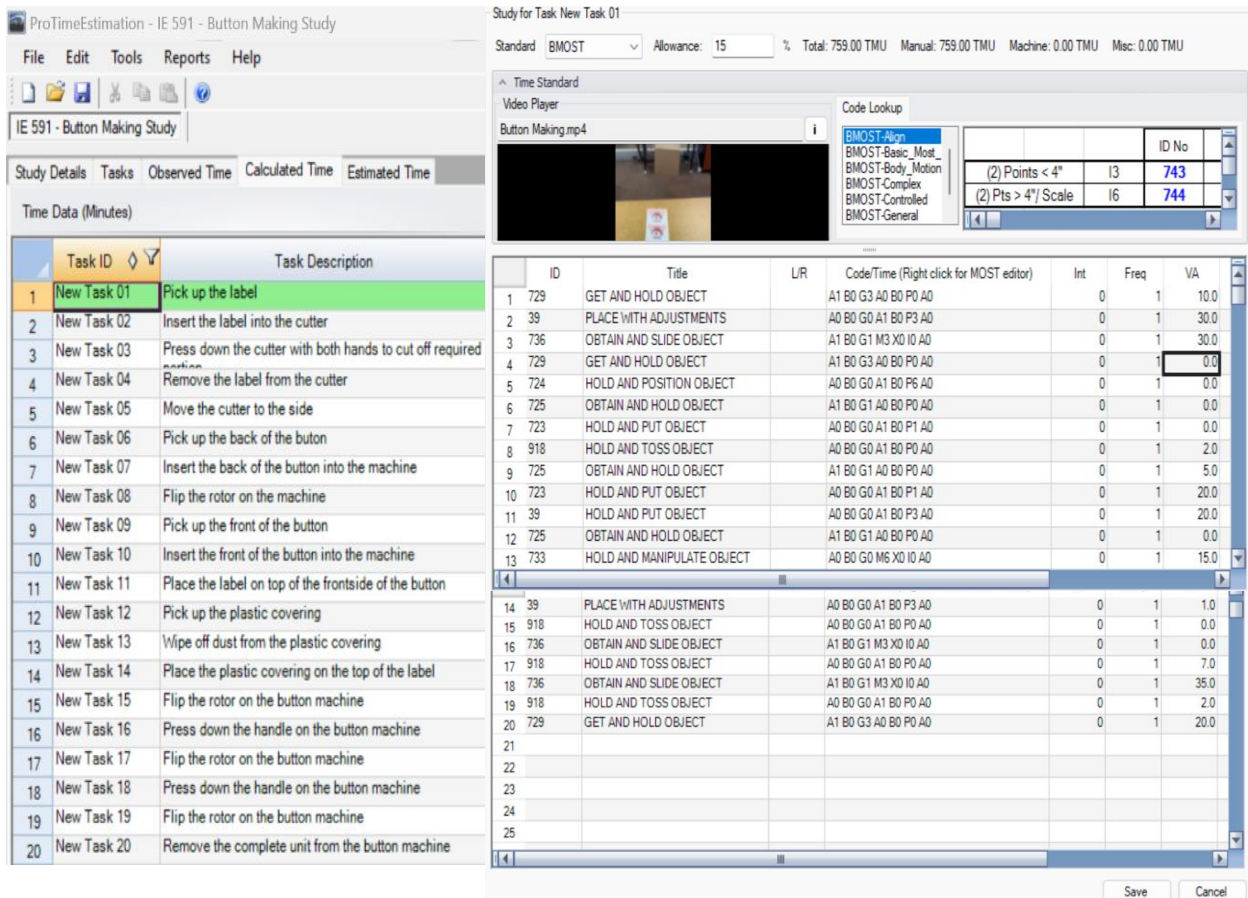 ProTimeEstimation - IE 591 - Button Making Study
File Edit Tools Reports Help
IE 591 - Button Making Study
Study Details Tasks Observed Time Calculated Time Estimated Time
Time Data (Minutes)
Task ID Task Description
1 New Task 01 Pick up the label
2 New Task 02 Insert the label into the cutter
3 New Task 03 Press down the cutter with both hands to cut off required
4 New Task 04 Remove the label from the cutter
5 New Task 05 Move the cutter to the side
6 New Task 06 Pick up the back of the buton
7 New Task 07 Insert the back of the button into the machine
8 New Task 08 Flip the rotor on the machine
9 New Task 09 Pick up the front of the button
10 New Task 10 Insert the front of the button into the machine
11 New Task 11 Place the label on top of the frontside of the button
12 New Task 12 Pick up the plastic covering
13 New Task 13 Wipe off dust from the plastic covering
14 New Task 14 Place the plastic covering on the top of the label
15 New Task 15 Flip the rotor on the button machine
16 New Task 16 Press down the handle on the button machine
17 New Task 17 Flip the rotor on the button machine
18 New Task 18 Press down the handle on the button machine
19 New Task 19 Flip the rotor on the button machine
20 New Task 20 Remove the complete unit from the button machine
Study for Task New Task 01
Standard BMOST Allowance: 15 % Total: 759.00 TMU Manual: 759.00 TMU Machine: 0.00 TMU Misc: 0.00 TMU
Time Standard
Video Player
Button Making.mp4 i
Code Lookup
BMOST-Align
BMOST-Basic_Most_
BMOST-Body_Motion
BMOST-Complex
BMOST-Controlled
BMOST-General
ID No
(2) Points < 4" I3 743
(2) Pts > 4"/ Scale I6 744
ID Title L/R Code/Time (Right click for MOST editor) Int Freq VA
1 729 GET AND HOLD OBJECT A1 B0 G3 A0 B0 P0 A0 0 1 10.0
2 39 PLACE WITH ADJUSTMENTS A0 B0 G0 A1 B0 P3 A0 0 1 30.0
3 736 OBTAIN AND SLIDE OBJECT A1 B0 G1 M3 X0 I0 A0 0 1 30.0
4 729 GET AND HOLD OBJECT A1 B0 G3 A0 B0 P0 A0 0 1 0.0
5 724 HOLD AND POSITION OBJECT A0 B0 G0 A1 B0 P6 A0 0 1 0.0
6 725 OBTAIN AND HOLD OBJECT A1 B0 G1 A0 B0 P0 A0 0 1 0.0
7 723 HOLD AND PUT OBJECT A0 B0 G0 A1 B0 P1 A0 0 1 0.0
8 918 HOLD AND TOSS OBJECT A0 B0 G0 A1 B0 P0 A0 0 1 2.0
9 725 OBTAIN AND HOLD OBJECT A1 B0 G1 A0 B0 P0 A0 0 1 5.0
10 723 HOLD AND PUT OBJECT A0 B0 G0 A1 B0 P1 A0 0 1 20.0
11 39 HOLD AND PUT OBJECT A0 B0 G0 A1 B0 P3 A0 0 1 20.0
12 725 OBTAIN AND HOLD OBJECT A1 B0 G1 A0 B0 P0 A0 0 1 0.0
13 733 HOLD AND MANIPULATE OBJECT A0 B0 G0 M6 X0 I0 A0 0 1 15.0
14 39 PLACE WITH ADJUSTMENTS A0 B0 G0 A1 B0 P3 A0 0 1 1.0
15 918 HOLD AND TOSS OBJECT A0 B0 G0 A1 B0 P0 A0 0 1 0.0
16 736 OBTAIN AND SLIDE OBJECT A1 B0 G1 M3 X0 I0 A0 0 1 0.0
17 918 HOLD AND TOSS OBJECT A0 B0 G0 A1 B0 P0 A0 0 1 7.0
18 736 OBTAIN AND SLIDE OBJECT A1 B0 G1 M3 X0 I0 A0 0 1 35.0
19 918 HOLD AND TOSS OBJECT A0 B0 G0 A1 B0 P0 A0 0 1 2.0
20 729 GET AND HOLD OBJECT A1 B0 G3 A0 B0 P0 A0 0 1 20.0
21
22
23
24
25
Save Cancel